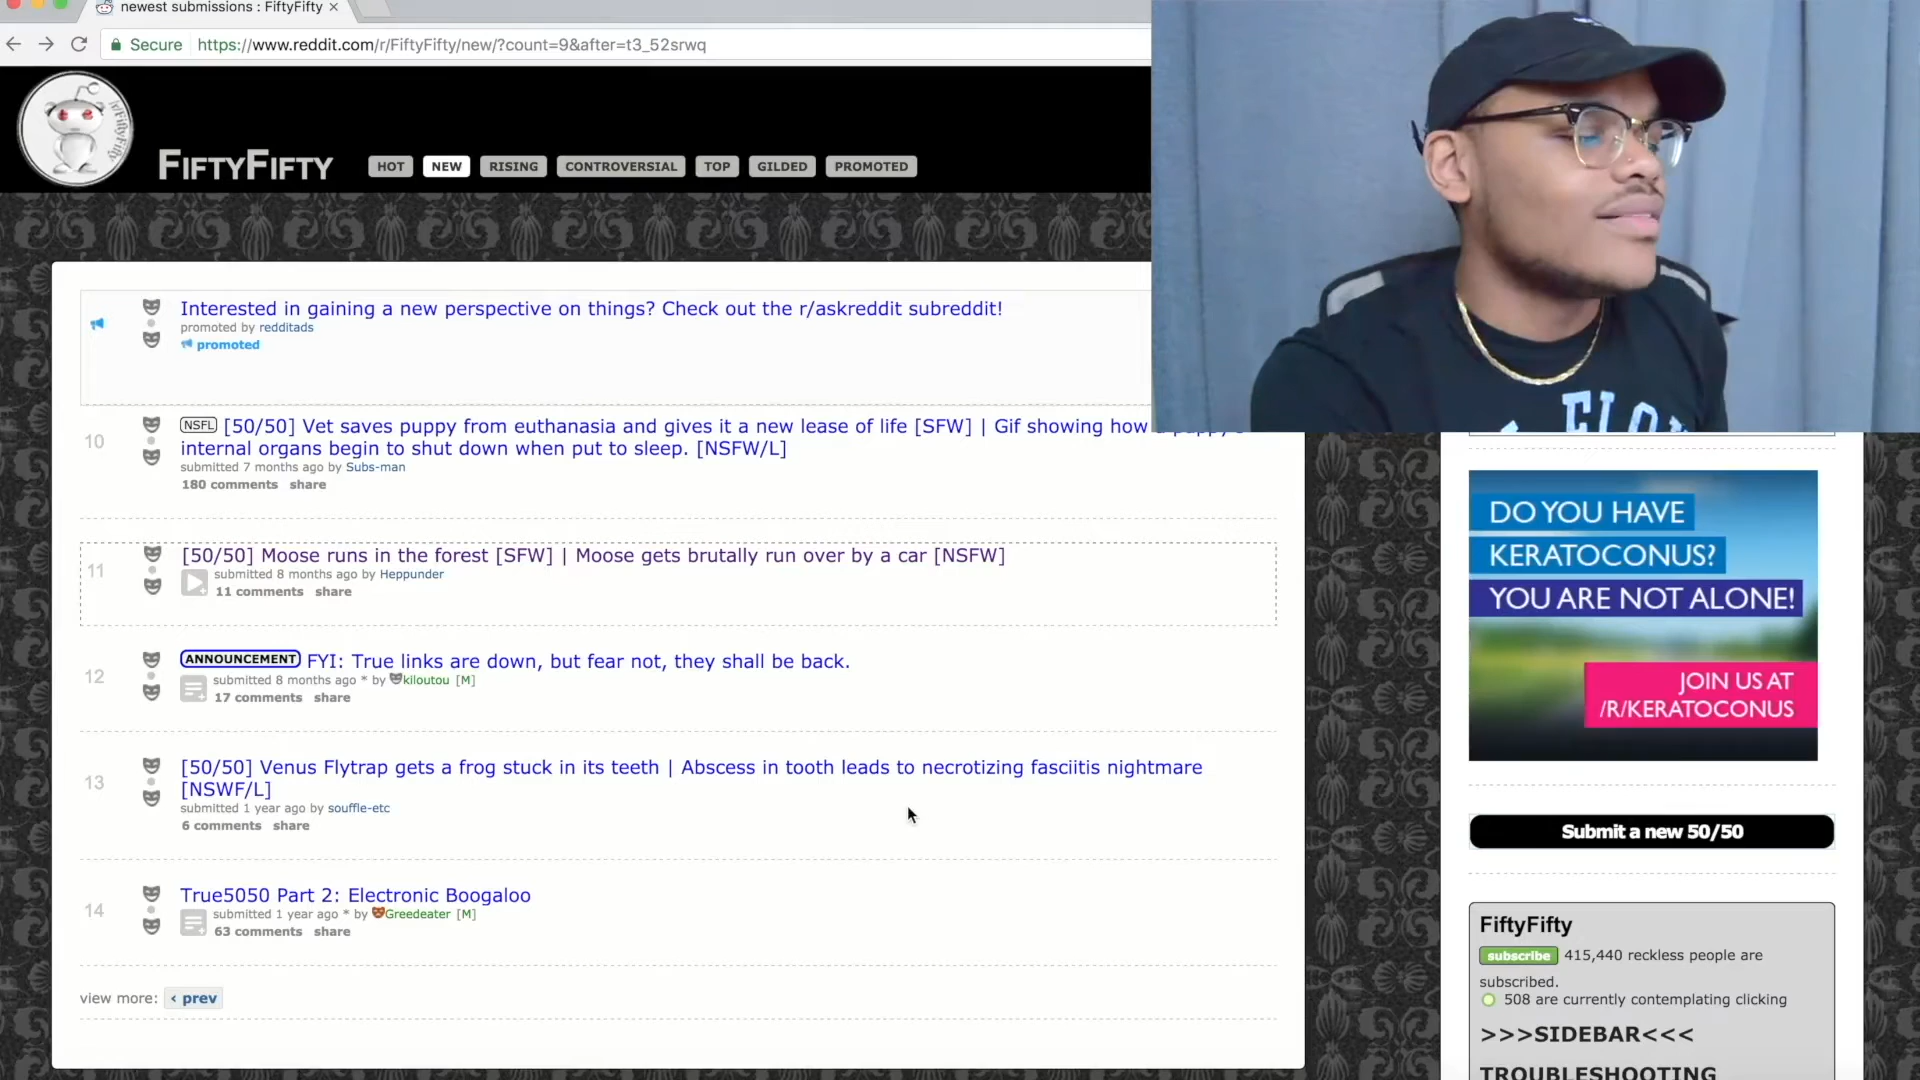 newest submissions : FiftyFifty
Secure https://www.reddit.com/r/FiftyFifty/new/?count=9&after=t3_52srwq
/r/FiftyFifty
FIFTYFIFTY HOT NEW RISING CONTROVERSIAL TOP GILDED PROMOTED
Interested in gaining a new perspective on things? Check out the r/askreddit subreddit!
promoted by redditads
promoted
10
NSFL [50/50] Vet saves puppy from euthanasia and gives it a new lease of life [SFW] | Gif showing how
internal organs begin to shut down when put to sleep. [NSFW/L]
submitted 7 months ago by Subs-man
180 comments share
11
[50/50] Moose runs in the forest [SFW] | Moose gets brutally run over by a car [NSFW]
submitted 8 months ago by Heppunder
11 comments share
12
ANNOUNCEMENT FYI: True links are down, but fear not, they shall be back.
submitted 8 months ago * by kiloutou [M]
17 comments share
13
[50/50] Venus Flytrap gets a frog stuck in its teeth | Abscess in tooth leads to necrotizing fasciitis nightmare
[NSWF/L]
submitted 1 year ago by souffle-etc
6 comments share
14
True5050 Part 2: Electronic Boogaloo
submitted 1 year ago * by Greedeater [M]
63 comments share
view more: ‹ prev
DO YOU HAVE
KERATOCONUS?
YOU ARE NOT ALONE!
JOIN US AT
/R/KERATOCONUS
Submit a new 50/50
FiftyFifty
subscribe 415,440 reckless people are
subscribed.
508 are currently contemplating clicking
>>>SIDEBAR<<<
TROUBLESHOOTING